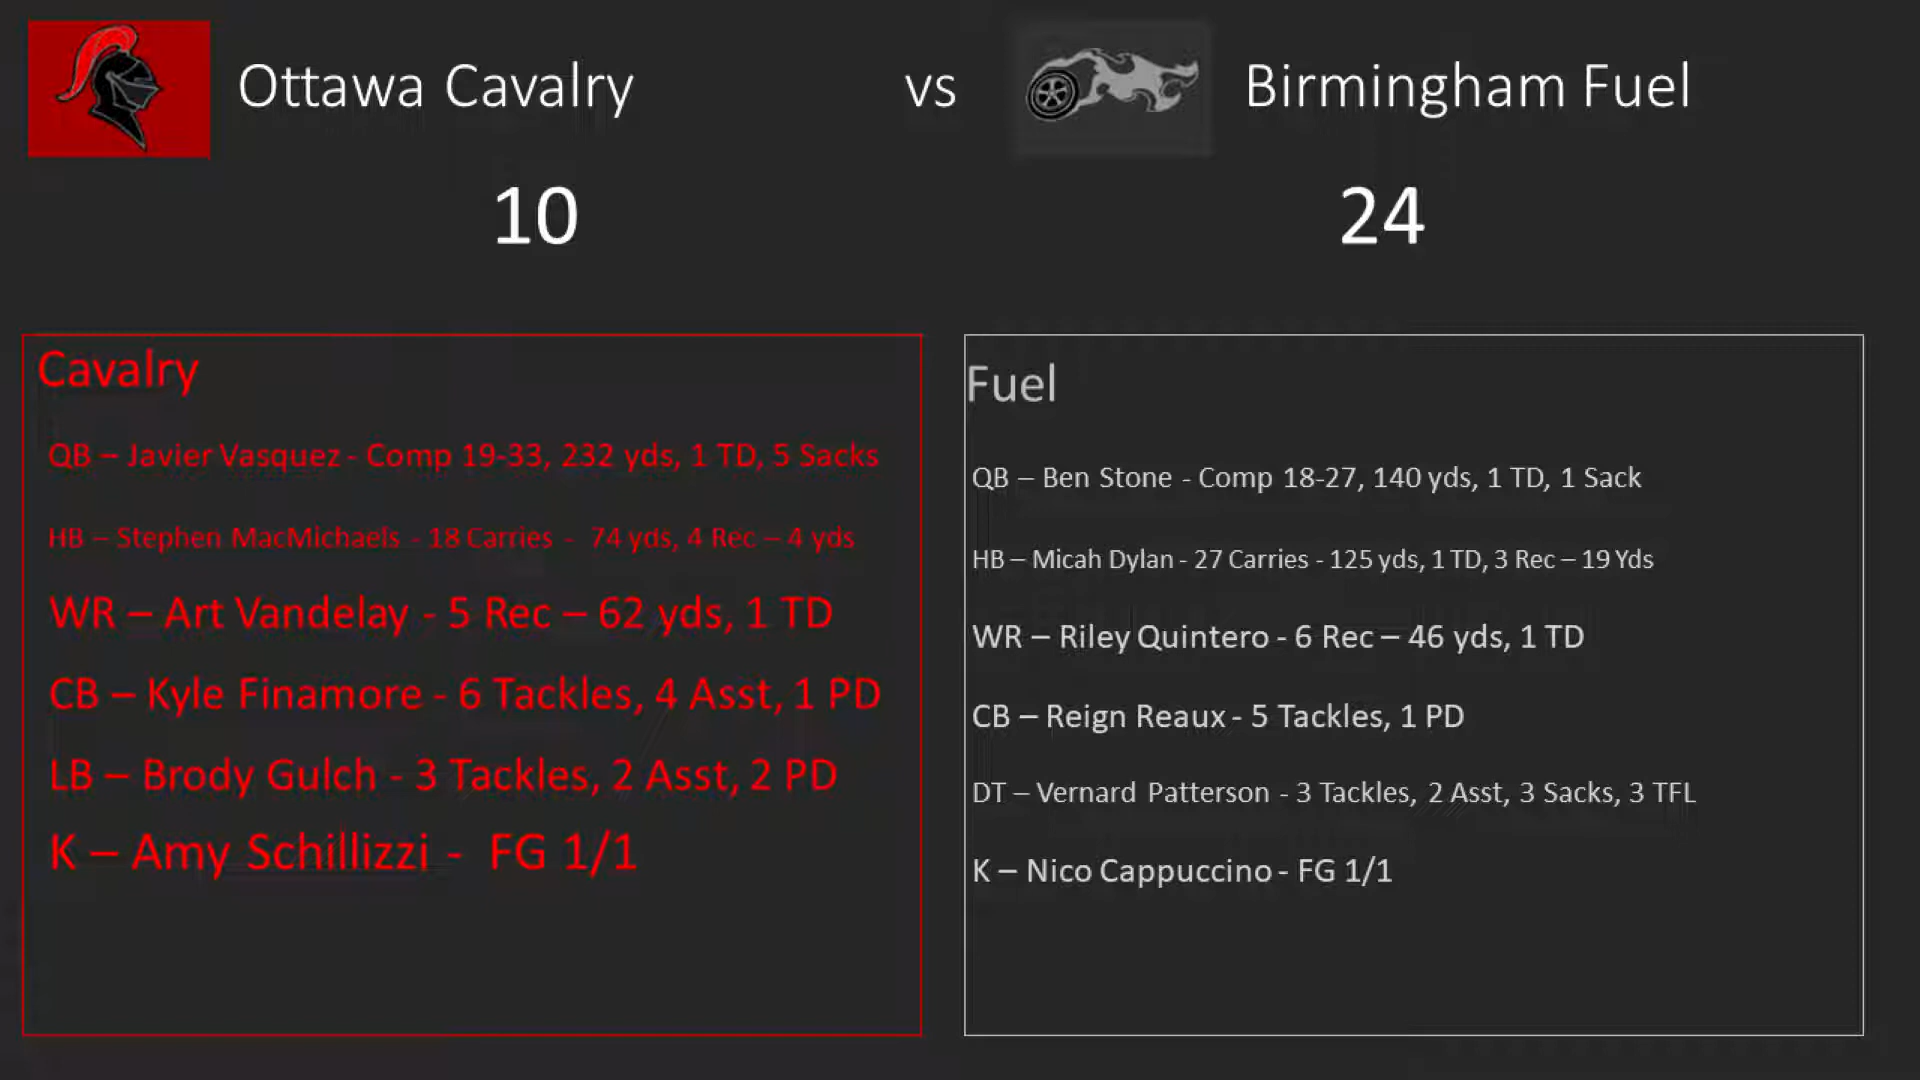 Ottawa Cavalry
vs
Birmingham Fuel
10
24
Cavalry
QB – Javier Vasquez - Comp 19-33, 232 yds, 1 TD, 5 Sacks
HB – Stephen MacMichaels - 18 Carries - 74 yds, 4 Rec – 4 yds
WR – Art Vandelay - 5 Rec – 62 yds, 1 TD
CB – Kyle Finamore - 6 Tackles, 4 Asst, 1 PD
LB – Brody Gulch - 3 Tackles, 2 Asst, 2 PD
K – Amy Schillizzi - FG 1/1
Fuel
QB – Ben Stone - Comp 18-27, 140 yds, 1 TD, 1 Sack
HB – Micah Dylan - 27 Carries - 125 yds, 1 TD, 3 Rec – 19 Yds
WR – Riley Quintero - 6 Rec – 46 yds, 1 TD
CB – Reign Reaux - 5 Tackles, 1 PD
DT – Vernard Patterson - 3 Tackles, 2 Asst, 3 Sacks, 3 TFL
K – Nico Cappuccino - FG 1/1